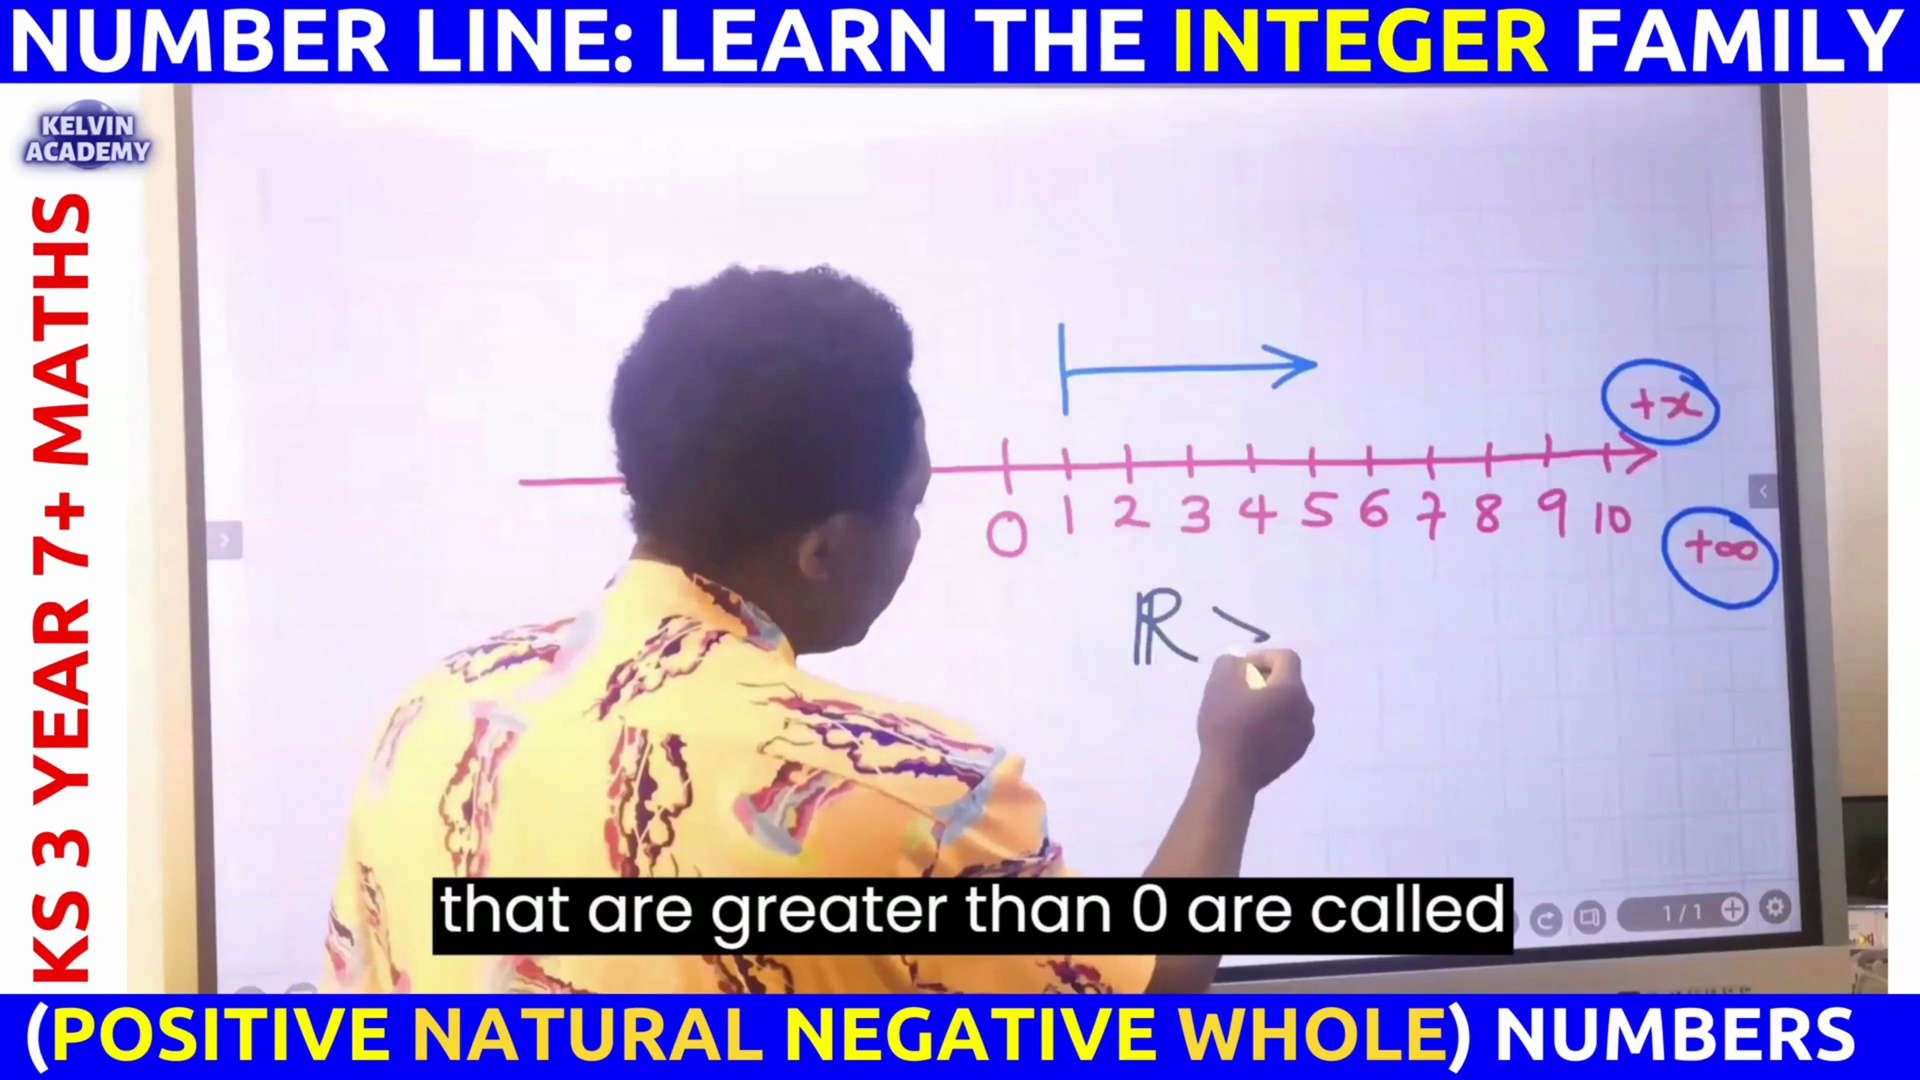 NUMBER LINE: LEARN THE INTEGER FAMILY
KELVIN
ACADEMY
KS 3 YEAR 7+ MATHS
+x
0 1 2 3 4 5 6 7 8 9 10
+∞
ℝ >
that are greater than 0 are called
1/1
(POSITIVE NATURAL NEGATIVE WHOLE) NUMBERS